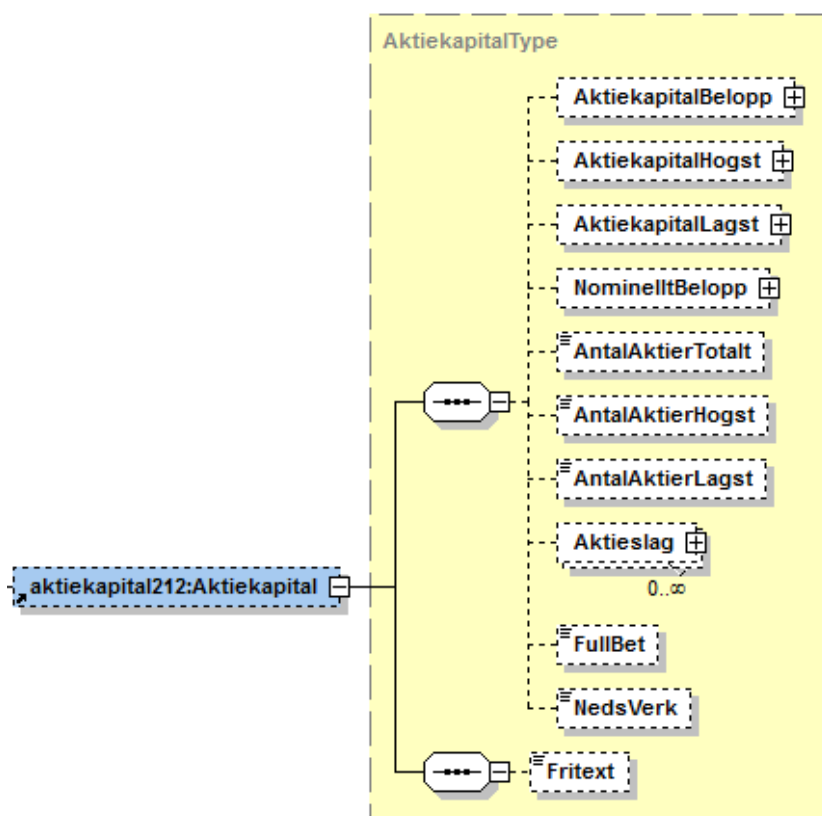 AktiekapitalType
AktiekapitalBelopp
AktiekapitalHogst
AktiekapitalLagst
NominelltBelopp
AntalAktierTotalt
AntalAktierHogst
AntalAktierLagst
Aktieslag
0..∞
aktiekapital212:Aktiekapital
FullBet
NedsVerk
Fritext